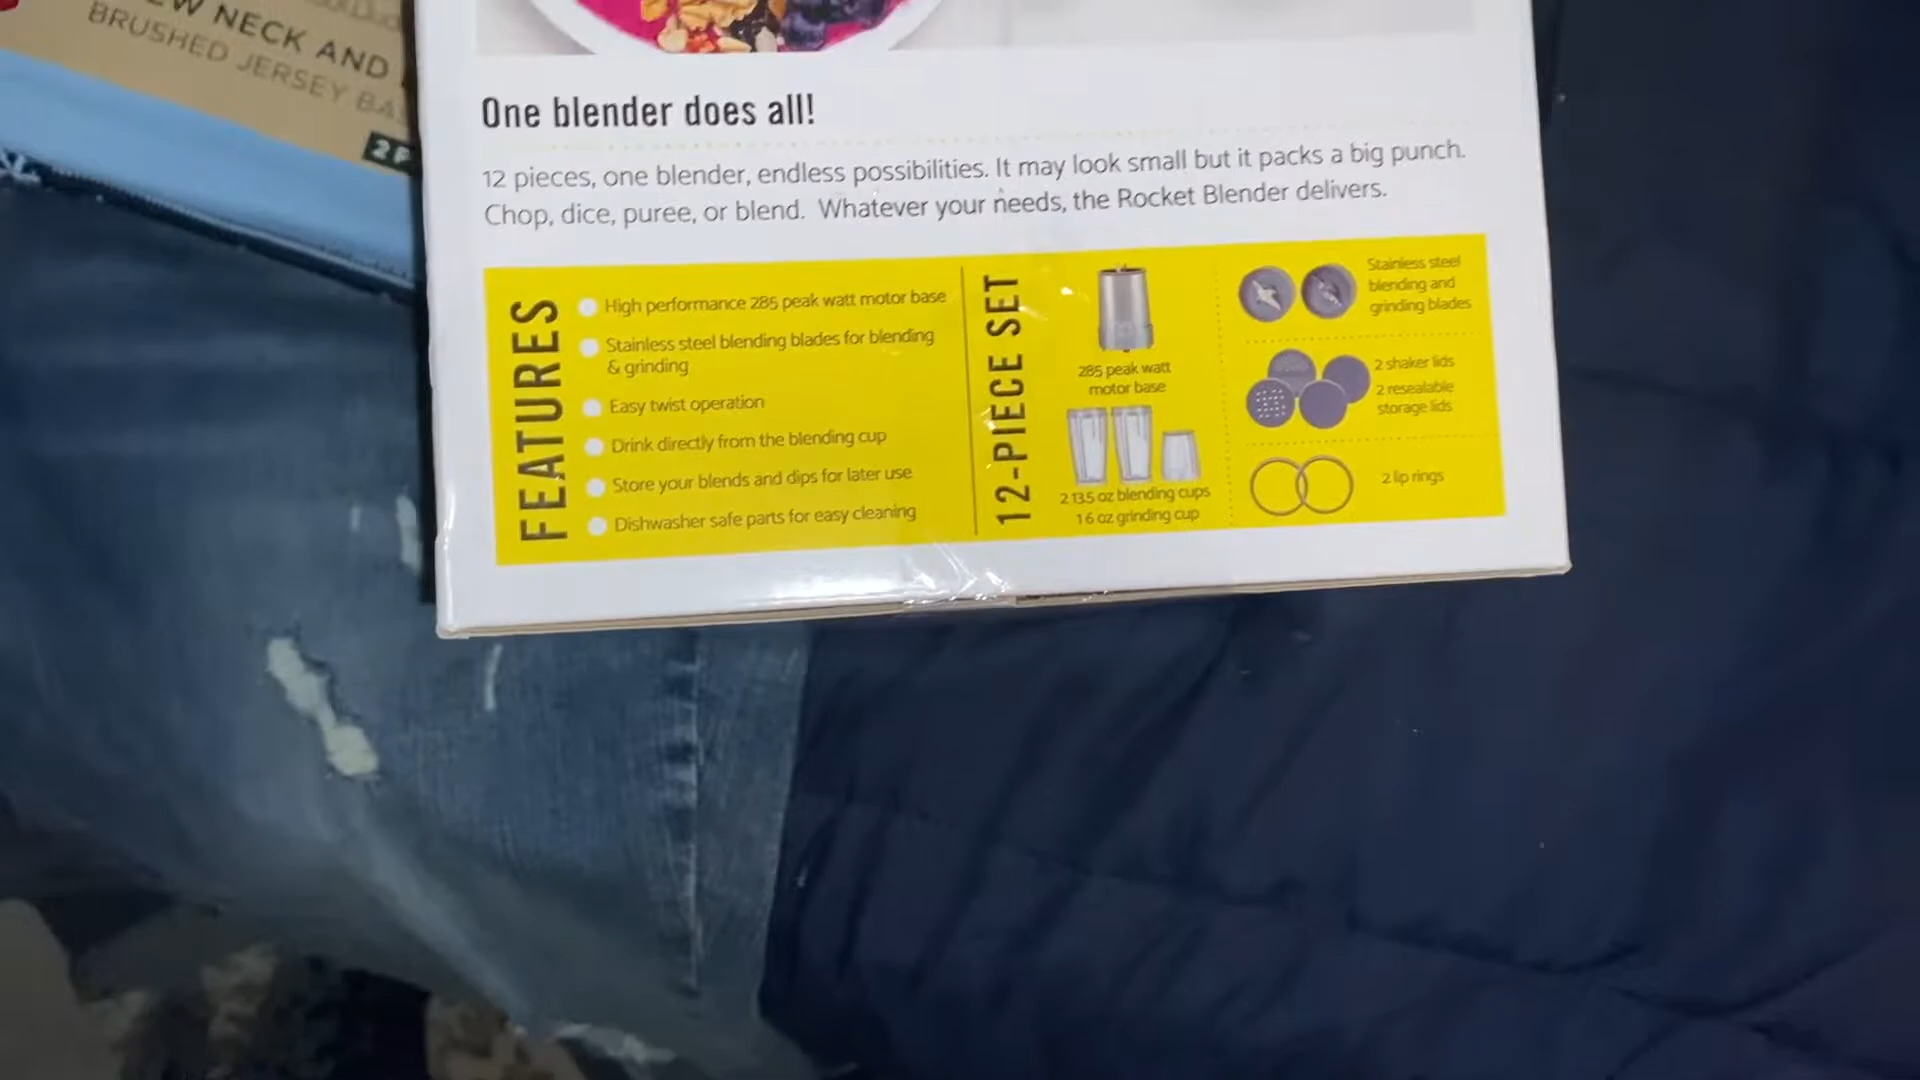 NECK AND
BRUSHED JERSEY
One blender does all!
12 pieces, one blender, endless possibilities. It may look small but it packs a big punch.
Chop, dice, puree, or blend. Whatever your needs, the Rocket Blender delivers.
FEATURES
High performance 285 peak watt motor base
Stainless steel blending blades for blending
& grinding
Easy twist operation
Drink directly from the blending cup
Store your blends and dips for later use
Dishwasher safe parts for easy cleaning
12-PIECE SET
285 peak watt
motor base
2 13.5 oz blending cups
1 6 oz grinding cup
Stainless steel
blending and
grinding blades
2 shaker lids
2 resealable
storage lids
2 lip rings